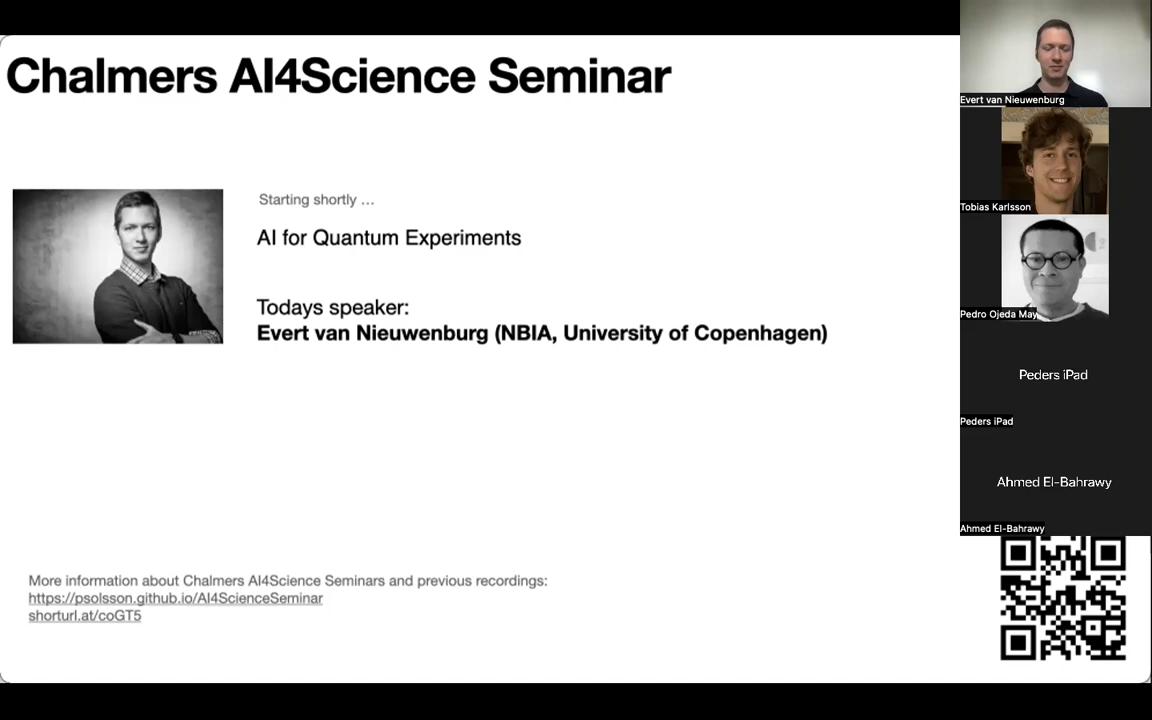 Chalmers AI4Science Seminar
Starting shortly ...
AI for Quantum Experiments
Todays speaker:
Evert van Nieuwenburg (NBIA, University of Copenhagen)
More information about Chalmers AI4Science Seminars and previous recordings:
https://psolsson.github.io/AI4ScienceSeminar
shorturl.at/coGT5
Evert van Nieuwenburg
Tobias Karlsson
Pedro Ojeda May
Peders iPad
Peders iPad
Ahmed El-Bahrawy
Ahmed El-Bahrawy